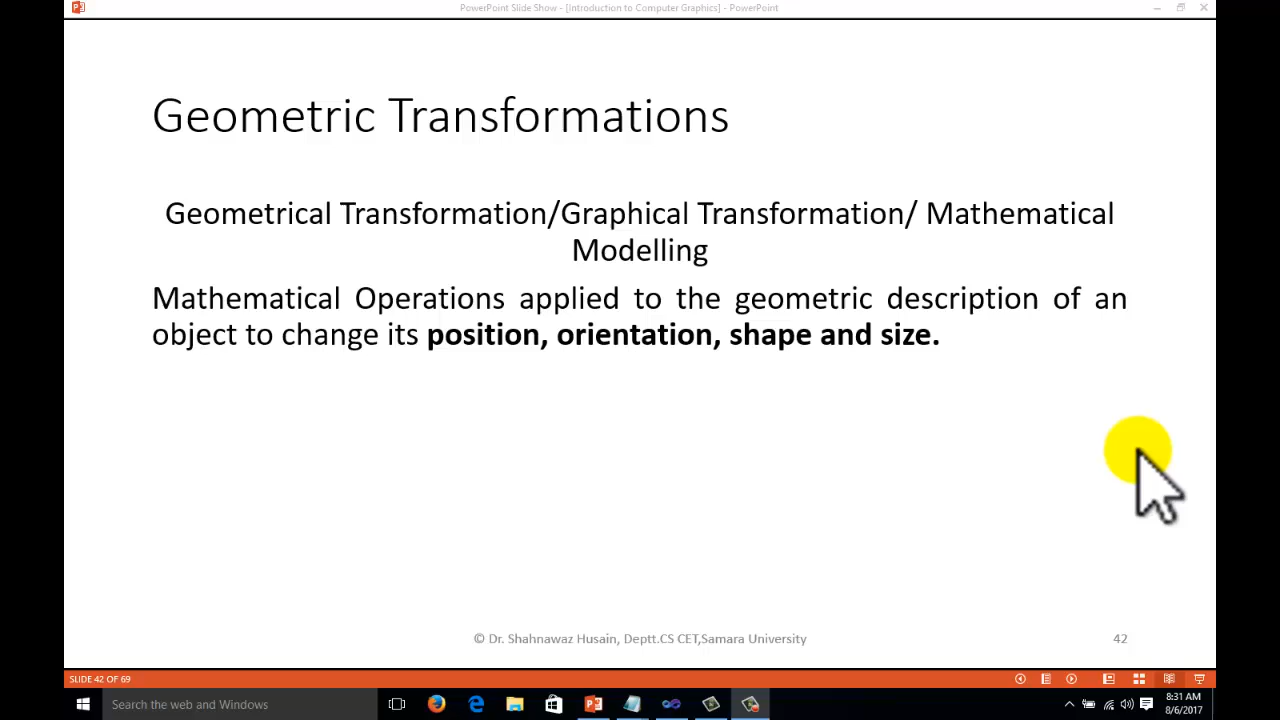 PowerPoint Slide Show - [Introduction to Computer Graphics] - PowerPoint
Geometric Transformations
Geometrical Transformation/Graphical Transformation/ Mathematical
Modelling
Mathematical Operations applied to the geometric description of an
object to change its position, orientation, shape and size.
© Dr. Shahnawaz Husain, Deptt.CS CET,Samara University
42
SLIDE 42 OF 69
Search the web and Windows
8:31 AM
8/6/2017